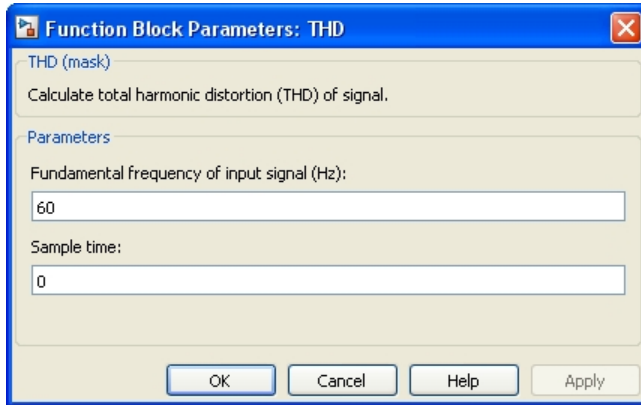 Function Block Parameters: THD
THD (mask)
Calculate total harmonic distortion (THD) of signal.
Parameters
Fundamental frequency of input signal (Hz):
60
Sample time:
0
OK Cancel Help Apply